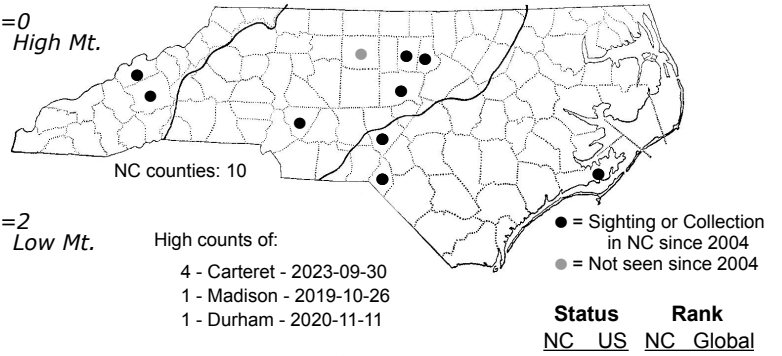 =0
High Mt.
NC counties: 10
=2
Low Mt.
High counts of:
4 - Carteret - 2023-09-30
1 - Madison - 2019-10-26
1 - Durham - 2020-11-11
= Sighting or Collection
in NC since 2004
= Not seen since 2004
Status Rank
NC US NC Global